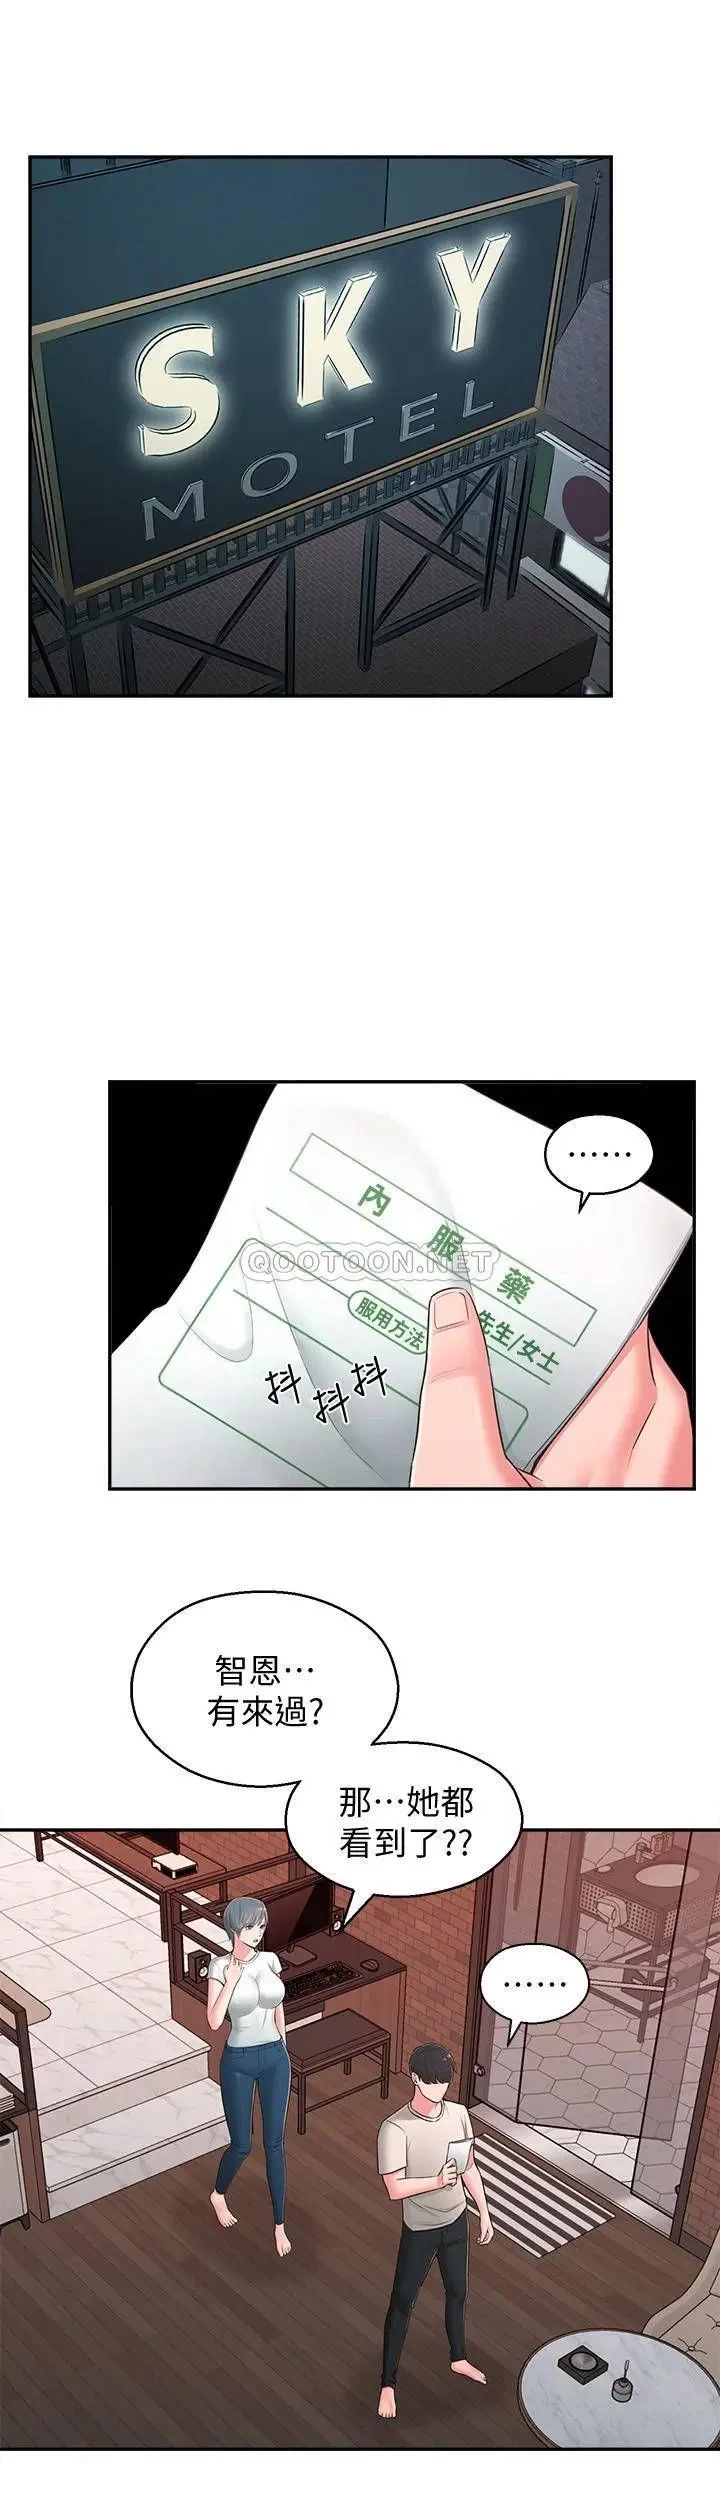 SKY
MOTEL
……
內服藥
先生/女士
服用方法
QOOTOON.NET
抖
抖
抖
智恩…
有來過?
那…她都
看到了??
……